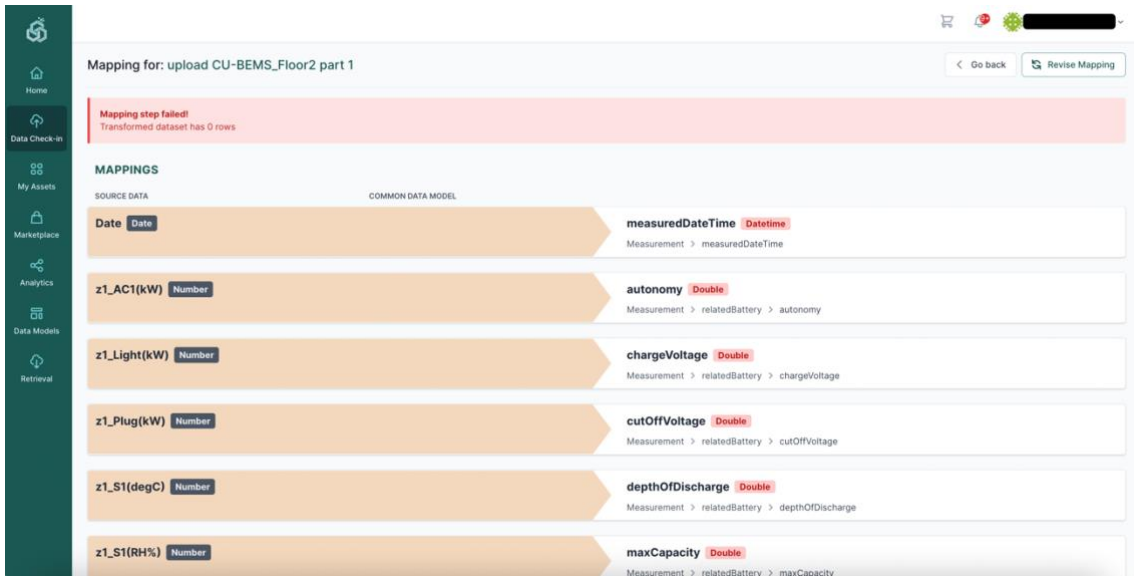 Home
Data Check-in
My Assets
Marketplace
Analytics
Data Models
Retrieval
9+
Mapping for: upload CU-BEMS_Floor2 part 1
Go back
Revise Mapping
Mapping step failed!
Transformed dataset has 0 rows
MAPPINGS
SOURCE DATA COMMON DATA MODEL
Date Date measuredDateTime Datetime
Measurement > measuredDateTime
z1_AC1(kW) Number autonomy Double
Measurement > relatedBattery > autonomy
z1_Light(kW) Number chargeVoltage Double
Measurement > relatedBattery > chargeVoltage
z1_Plug(kW) Number cutOffVoltage Double
Measurement > relatedBattery > cutOffVoltage
z1_S1(degC) Number depthOfDischarge Double
Measurement > relatedBattery > depthOfDischarge
z1_S1(RH%) Number maxCapacity Double
Measurement > relatedBattery > maxCapacity